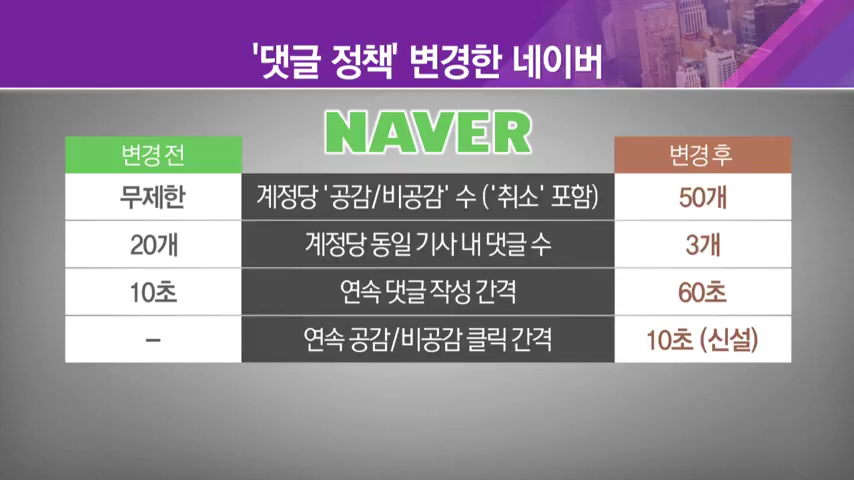 '댓글 정책' 변경한 네이버
NAVER
변경 전
변경 후
무제한 계정당 '공감/비공감' 수 ('취소' 포함) 50개
20개 계정당 동일 기사 내 댓글 수 3개
10초 연속 댓글 작성 간격 60초
– 연속 공감/비공감 클릭 간격 10초 (신설)